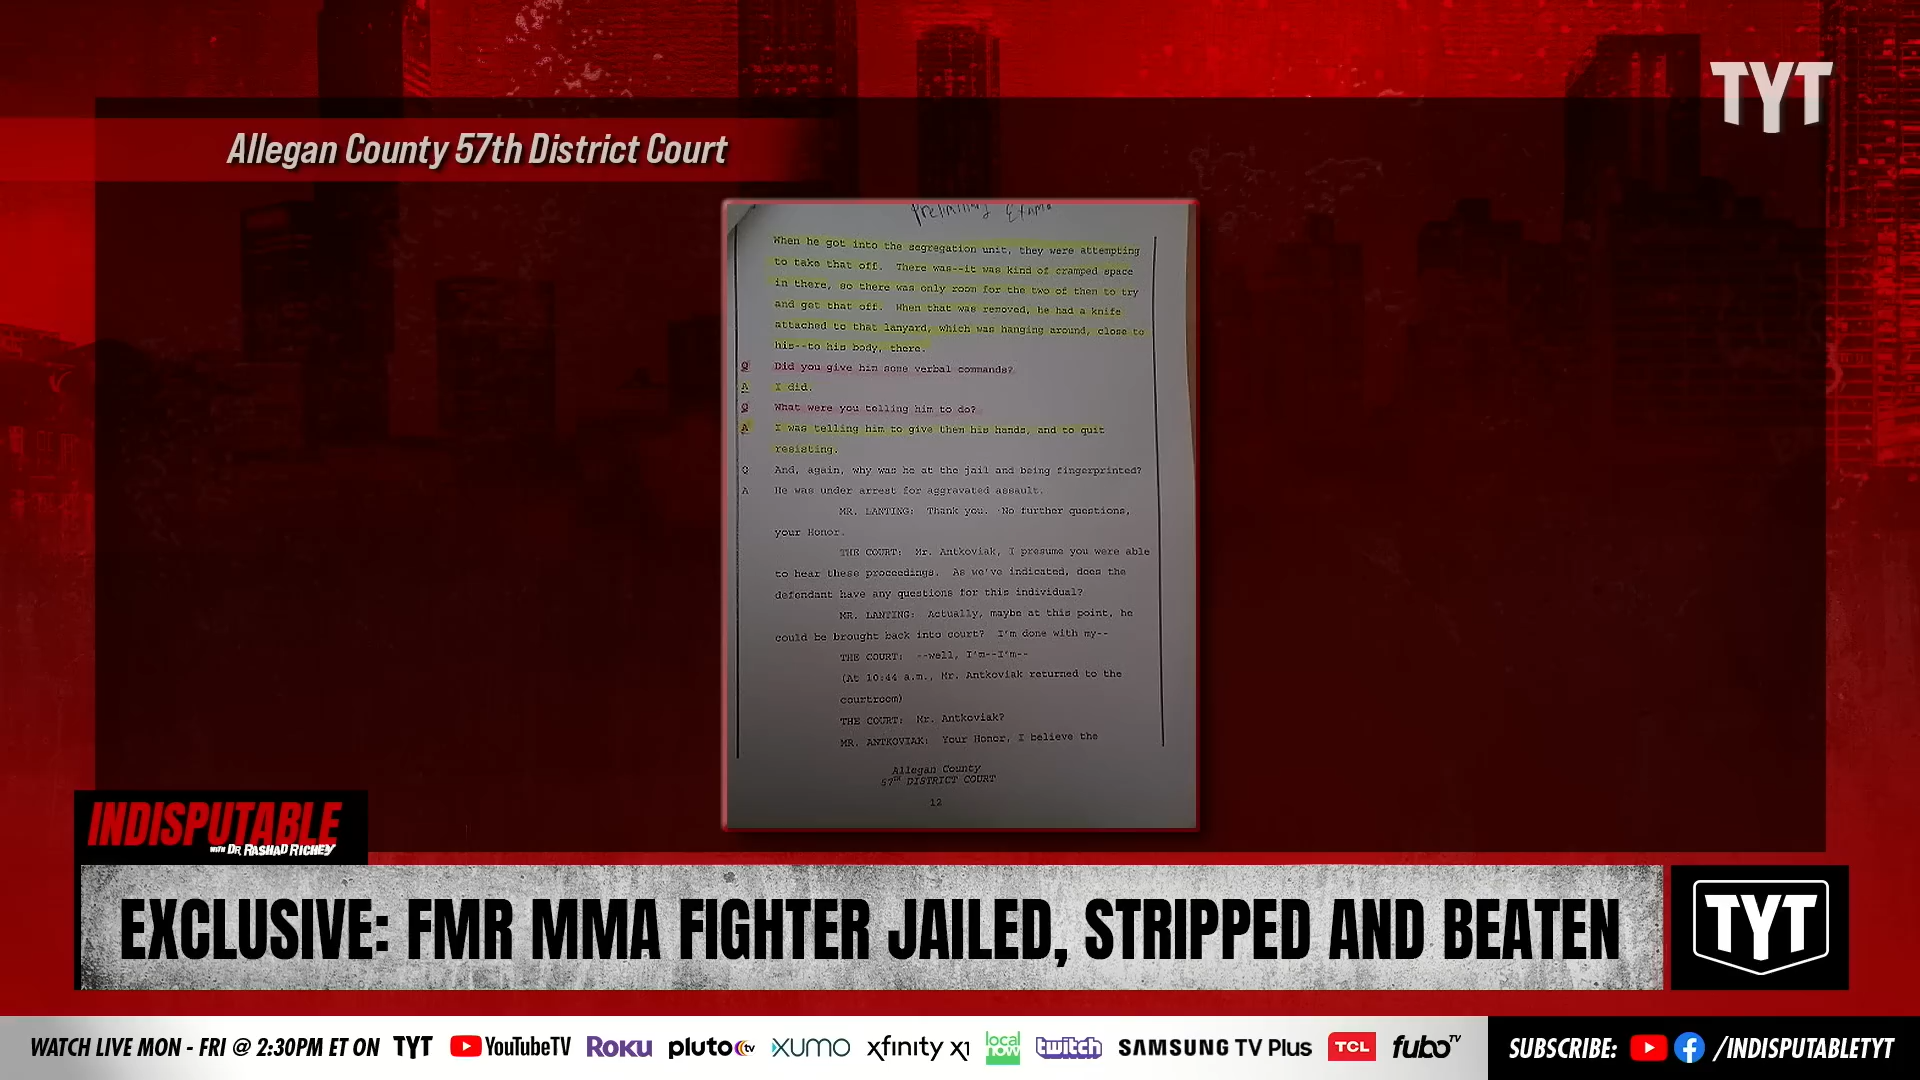 TYT
Allegan County 57th District Court
Preliminary Exam
When he got into the segregation unit, they were attempting
to take that off. There was--it was kind of cramped space
in there, so there was only room for the two of them to try
and get that off. When that was removed, he had a knife
attached to that lanyard, which was hanging around, close to
his--to his body, there.
Q Did you give him some verbal commands?
A I did.
Q What were you telling him to do?
A I was telling him to give them his hands, and to quit
resisting.
Q And, again, why was he at the jail and being fingerprinted?
A He was under arrest for aggravated assault.
MR. LANTING: Thank you. No further questions,
your Honor.
THE COURT: Mr. Antkoviak, I presume you were able
to hear these proceedings. As we've indicated, does the
defendant have any questions for this individual?
MR. LANTING: Actually, maybe at this point, he
could be brought back into court? I'm done with my--
THE COURT: --well, I'm--I'm--
(At 10:44 a.m., Mr. Antkoviak returned to the
courtroom)
THE COURT: Mr. Antkoviak?
MR. ANTKOVIAK: Your Honor, I believe the
Allegan County
57TH DISTRICT COURT
12
INDISPUTABLE
WITH DR RASHAD RICHEY
EXCLUSIVE: FMR MMA FIGHTER JAILED, STRIPPED AND BEATEN
TYT
WATCH LIVE MON - FRI @ 2:30PM ET ON TYT YouTubeTV ROKU pluto tv XUMO xfinity x1 local now twitch SAMSUNG TV Plus TCL fubo TV SUBSCRIBE: /INDISPUTABLETYT